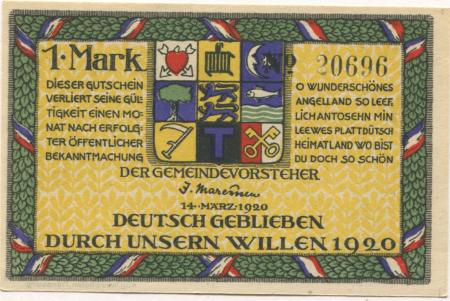 1·MARK
No 20696
DIESER GUTSCHEIN
VERLIERT SEINE GÜL-
TIGKEIT EINEN MO-
NAT NACH ERFOLG-
TER ÖFFENTLICHER
BEKANNTMACHUNG
O WUNDERSCHÖNES
ANGELLAND SO LEEF,
LICH ANTOSEHN MIN
LEEWES PLATTDÜTSCH
HEIMATLAND WO BIST
DU DOCH SO SCHÖN
T
DER GEMEINDEVORSTEHER
14·MÄRZ·1920
DEUTSCH GEBLIEBEN
DURCH UNSERN WILLEN 1920